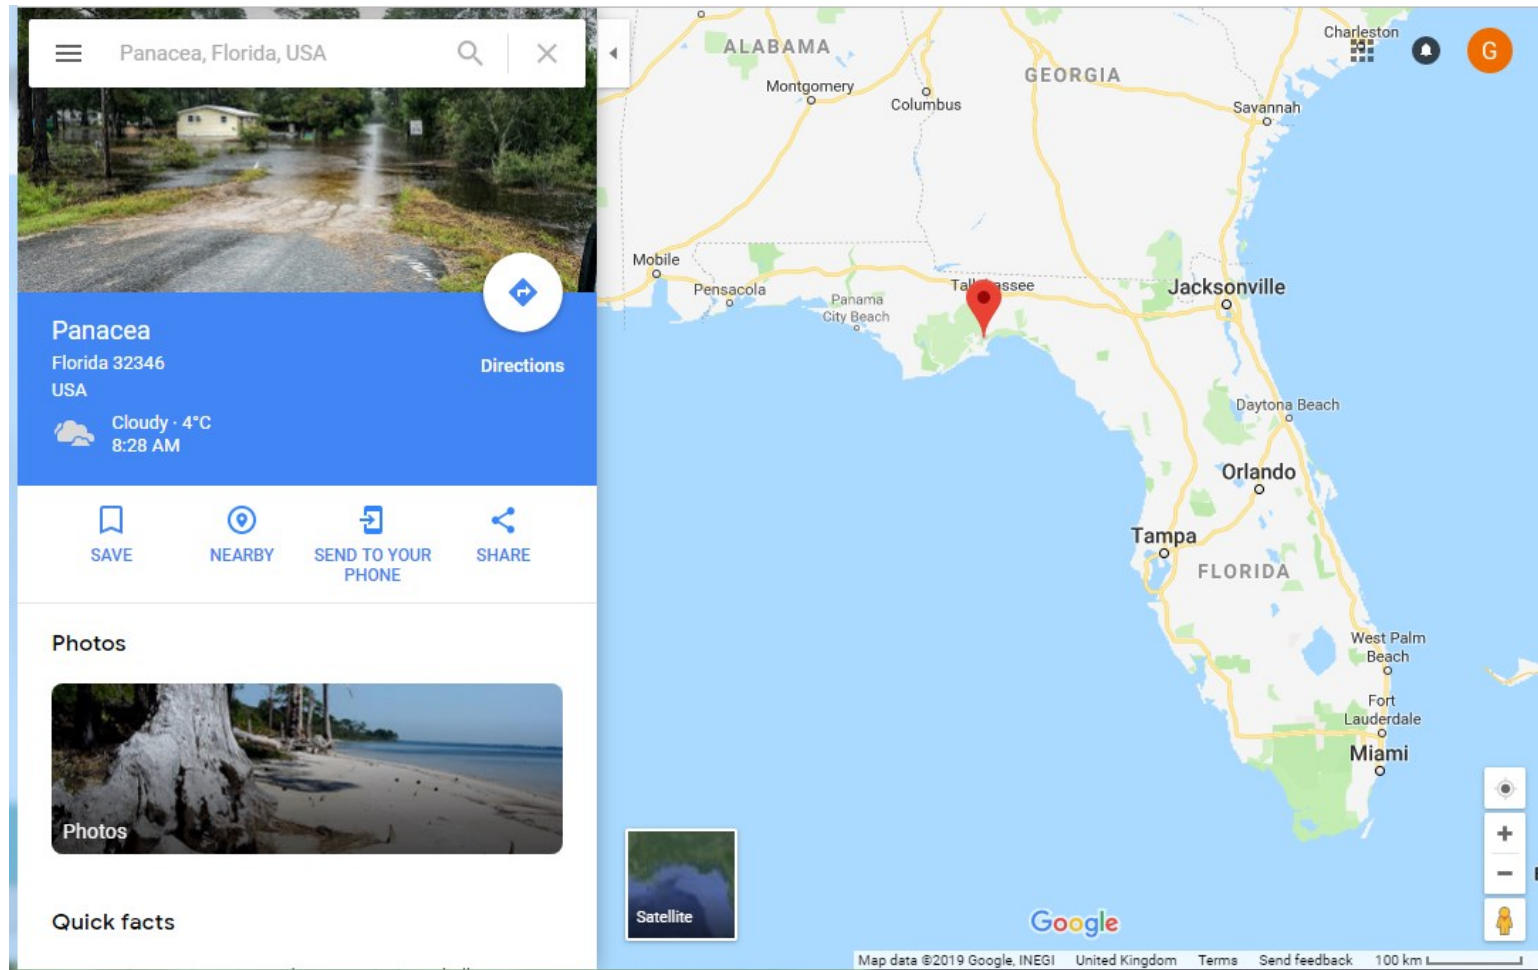 Panacea, Florida, USA
Panacea
Florida 32346
USA
Directions
Cloudy · 4°C
8:28 AM
SAVE
NEARBY
SEND TO YOUR
PHONE
SHARE
Photos
Photos
Quick facts
Charleston
G
ALABAMA
GEORGIA
Montgomery
Columbus
Savannah
Mobile
Pensacola
Panama
City Beach
Jacksonville
Daytona Beach
Orlando
Tampa
FLORIDA
West Palm
Beach
Fort
Lauderdale
Miami
Satellite
Google
Map data ©2019 Google, INEGI
United Kingdom
Terms
Send feedback
100 km